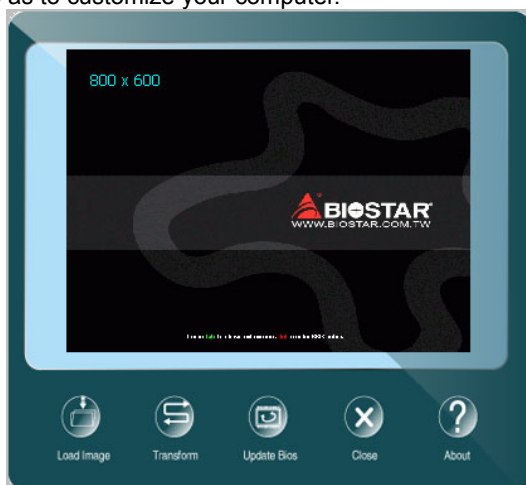 as to customize your computer.
800 x 600
BIOSTAR
WWW.BIOSTAR.COM.TW
Load Image Transform Update Bios Close About